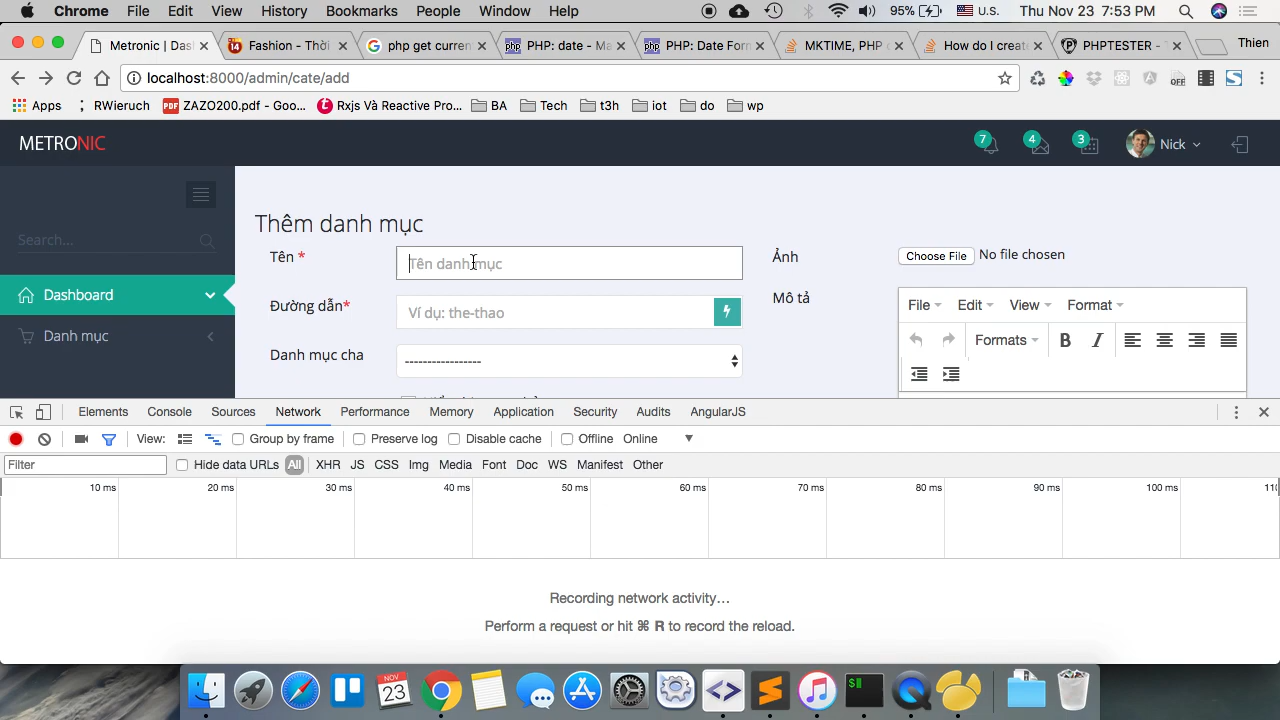 Chrome File Edit View History Bookmarks People Window Help 95% U.S. Thu Nov 23 7:53 PM
Metronic | Das Fashion - Thời php get curren PHP: date - Ma PHP: Date Forn MKTIME, PHP How do I create PHPTESTER - T Thien
localhost:8000/admin/cate/add OFF
Apps RWieruch PDF ZAZO200.pdf - Goo... Rxjs Và Reactive Pro... BA Tech t3h iot do wp
METRONIC 7 4 3 Nick
Search...
Dashboard
Danh mục
Thêm danh mục
Tên * Tên danh mục
Đường dẫn* Ví dụ: the-thao
Danh mục cha -----------------
Ảnh Choose File No file chosen
Mô tả File Edit View Format
Formats B I
Elements Console Sources Network Performance Memory Application Security Audits AngularJS
View: Group by frame Preserve log Disable cache Offline Online
Filter Hide data URLs All XHR JS CSS Img Media Font Doc WS Manifest Other
10 ms 20 ms 30 ms 40 ms 50 ms 60 ms 70 ms 80 ms 90 ms 100 ms
Recording network activity…
Perform a request or hit ⌘ R to record the reload.
NOV
23